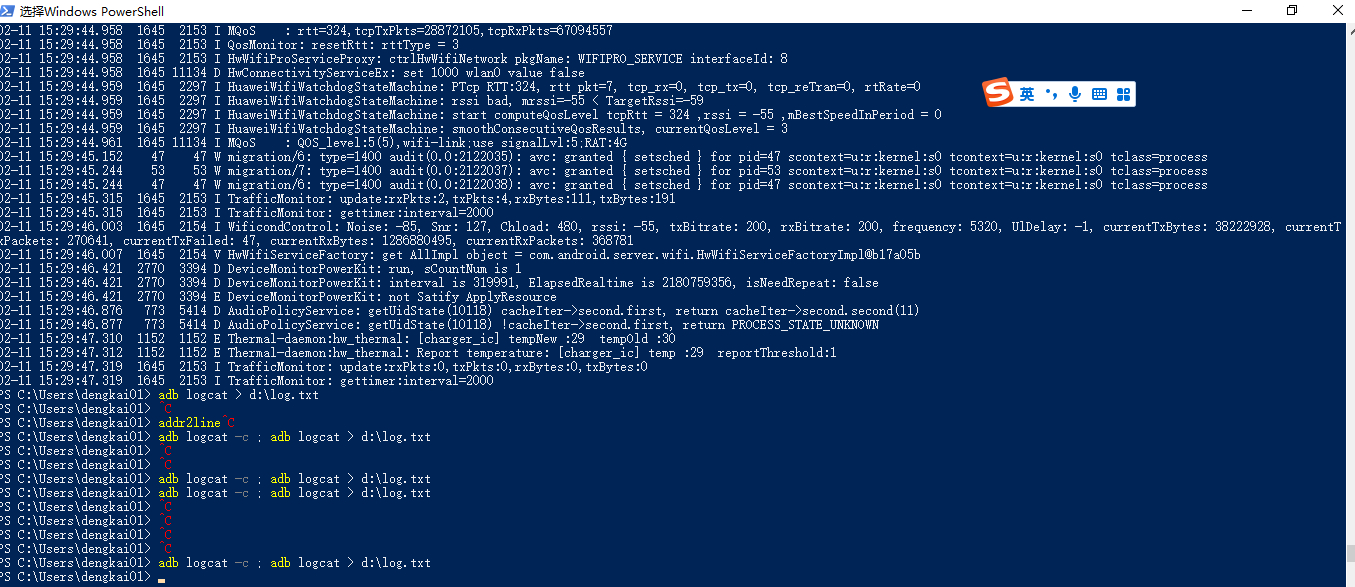 选择Windows PowerShell
02-11 15:29:44.958  1645  2153 I MQoS    : rtt=324,tcpTxPkts=28872105,tcpRxPkts=67094557
02-11 15:29:44.958  1645  2153 I QosMonitor: resetRtt: rttType = 3
02-11 15:29:44.958  1645  2153 I HwWifiProServiceProxy: ctrlHwWifiNetwork pkgName: WIFIPRO_SERVICE interfaceId: 8
02-11 15:29:44.958  1645 11134 D HwConnectivityServiceEx: set 1000 wlan0 value false
02-11 15:29:44.959  1645  2297 I HuaweiWifiWatchdogStateMachine: PTcp RTT:324, rtt pkt=7, tcp_rx=0, tcp_tx=0, tcp_reTran=0, rtRate=0
02-11 15:29:44.959  1645  2297 I HuaweiWifiWatchdogStateMachine: rssi bad, mrssi=-55 < TargetRssi=-59
02-11 15:29:44.959  1645  2297 I HuaweiWifiWatchdogStateMachine: start computeQosLevel tcpRtt = 324 ,rssi = -55 ,mBestSpeedInPeriod = 0
02-11 15:29:44.959  1645  2297 I HuaweiWifiWatchdogStateMachine: smoothConsecutiveQosResults, currentQosLevel = 3
02-11 15:29:44.961  1645 11134 I MQoS    : QOS_level:5(5),wifi-link;use signalLvl:5;RAT:4G
02-11 15:29:45.152    47    47 W migration/6: type=1400 audit(0.0:2122035): avc: granted { setsched } for pid=47 scontext=u:r:kernel:s0 tcontext=u:r:kernel:s0 tclass=process
02-11 15:29:45.244    53    53 W migration/7: type=1400 audit(0.0:2122037): avc: granted { setsched } for pid=53 scontext=u:r:kernel:s0 tcontext=u:r:kernel:s0 tclass=process
02-11 15:29:45.244    47    47 W migration/6: type=1400 audit(0.0:2122038): avc: granted { setsched } for pid=47 scontext=u:r:kernel:s0 tcontext=u:r:kernel:s0 tclass=process
02-11 15:29:45.315  1645  2153 I TrafficMonitor: update:rxPkts:2,txPkts:4,rxBytes:111,txBytes:191
02-11 15:29:45.315  1645  2153 I TrafficMonitor: gettimer:interval=2000
02-11 15:29:46.003  1645  2154 I WificondControl: Noise: -85, Snr: 127, Chload: 480, rssi: -55, txBitrate: 200, rxBitrate: 200, frequency: 5320, UlDelay: -1, currentTxBytes: 38222928, currentT
xPackets: 270641, currentTxFailed: 47, currentRxBytes: 1286880495, currentRxPackets: 368781
02-11 15:29:46.007  1645  2154 V HwWifiServiceFactory: get AllImpl object = com.android.server.wifi.HwWifiServiceFactoryImpl@b17a05b
02-11 15:29:46.421  2770  3394 D DeviceMonitorPowerKit: run, sCountNum is 1
02-11 15:29:46.421  2770  3394 D DeviceMonitorPowerKit: interval is 319991, ElapsedRealtime is 2180759356, isNeedRepeat: false
02-11 15:29:46.421  2770  3394 E DeviceMonitorPowerKit: not Satify ApplyResource
02-11 15:29:46.876   773  5414 D AudioPolicyService: getUidState(10118) cacheIter->second.first, return cacheIter->second.second(11)
02-11 15:29:46.877   773  5414 D AudioPolicyService: getUidState(10118) !cacheIter->second.first, return PROCESS_STATE_UNKNOWN
02-11 15:29:47.310  1152  1152 E Thermal-daemon:hw_thermal: [charger_ic] tempNew :29  tempOld :30
02-11 15:29:47.312  1152  1152 E Thermal-daemon:hw_thermal: Report temperature: [charger_ic] temp :29  reportThreshold:1
02-11 15:29:47.319  1645  2153 I TrafficMonitor: update:rxPkts:0,txPkts:0,rxBytes:0,txBytes:0
02-11 15:29:47.319  1645  2153 I TrafficMonitor: gettimer:interval=2000
PS C:\Users\dengkai01> adb logcat > d:\log.txt
PS C:\Users\dengkai01> ^C
PS C:\Users\dengkai01> addr2line^C
PS C:\Users\dengkai01> adb logcat -c ; adb logcat > d:\log.txt
PS C:\Users\dengkai01> ^C
PS C:\Users\dengkai01> ^C
PS C:\Users\dengkai01> adb logcat -c ; adb logcat > d:\log.txt
PS C:\Users\dengkai01> adb logcat -c ; adb logcat > d:\log.txt
PS C:\Users\dengkai01> ^C
PS C:\Users\dengkai01> ^C
PS C:\Users\dengkai01> ^C
PS C:\Users\dengkai01> ^C
PS C:\Users\dengkai01> adb logcat -c ; adb logcat > d:\log.txt
PS C:\Users\dengkai01>
S 英